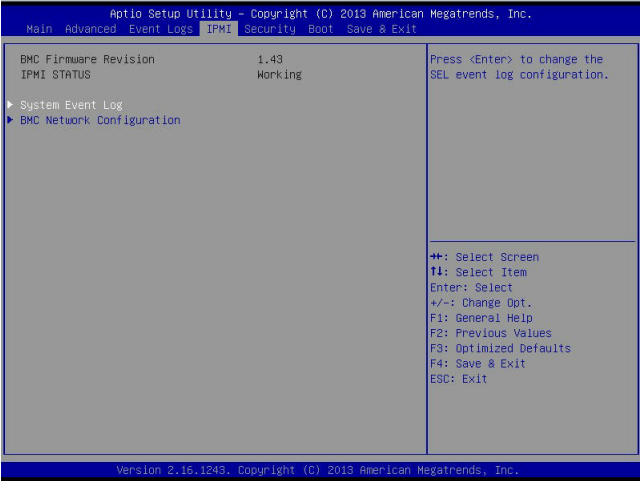 Aptio Setup Utility – Copyright (C) 2013 American Megatrends, Inc.
Main Advanced Event Logs IPMI Security Boot Save & Exit
BMC Firmware Revision 1.43
IPMI STATUS Working
System Event Log
BMC Network Configuration
Press <Enter> to change the
SEL event log configuration.
→←: Select Screen
↑↓: Select Item
Enter: Select
+/-: Change Opt.
F1: General Help
F2: Previous Values
F3: Optimized Defaults
F4: Save & Exit
ESC: Exit
Version 2.16.1243. Copyright (C) 2013 American Megatrends, Inc.